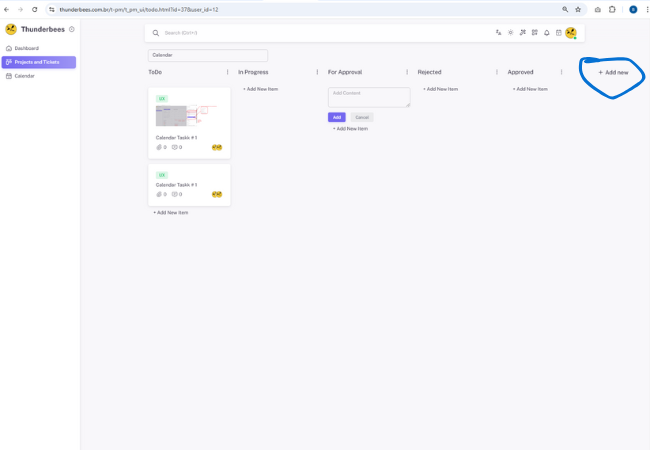 thunderbees.com.br/t-pm/t_pm_ui/todo.html?id=37&user_id=12
Thunderbees
Search (Ctrl+/)
Dashboard
Projects and Tickets
Calendar
Calendar
ToDo
In Progress
For Approval
Rejected
Approved
+ Add new
+ Add New Item
Add Content
+ Add New Item
+ Add New Item
UX
Add
Cancel
+ Add New Item
Calendar Tasks # 1
0 0
UX
Calendar Tasks # 1
0 0
+ Add New Item